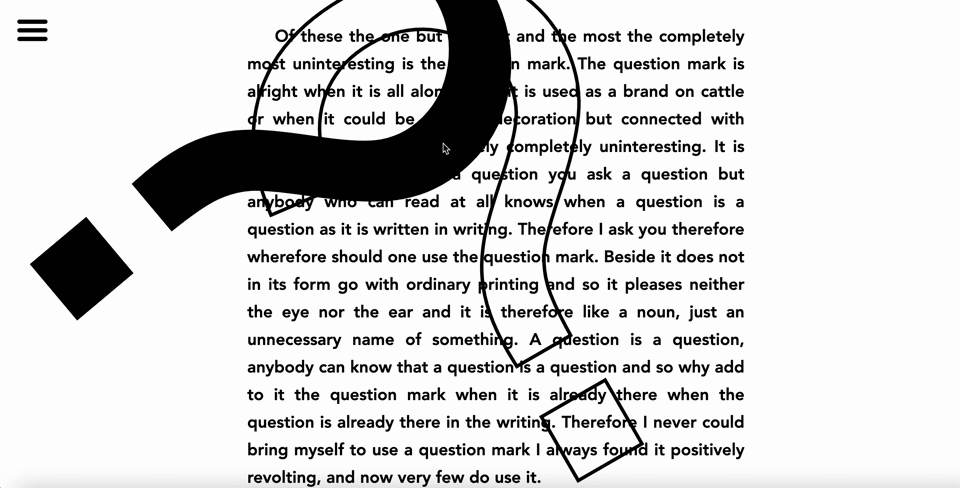 Of these the one but and the most the completely
most uninteresting is the mark. The question mark is
alright when it is all alone it is used as a brand on cattle
or when it could be decoration but connected with
completely uninteresting. It is
question you ask a question but
anybody who can read at all knows when a question is a
question as it is written in writing. Therefore I ask you therefore
wherefore should one use the question mark. Beside it does not
in its form go with ordinary printing and so it pleases neither
the eye nor the ear and it is therefore like a noun, just an
unnecessary name of something. A question is a question,
anybody can know that a question is a question and so why add
to it the question mark when it is already there when the
question is already there in the writing. Therefore I never could
bring myself to use a question mark I always found it positively
revolting, and now very few do use it.